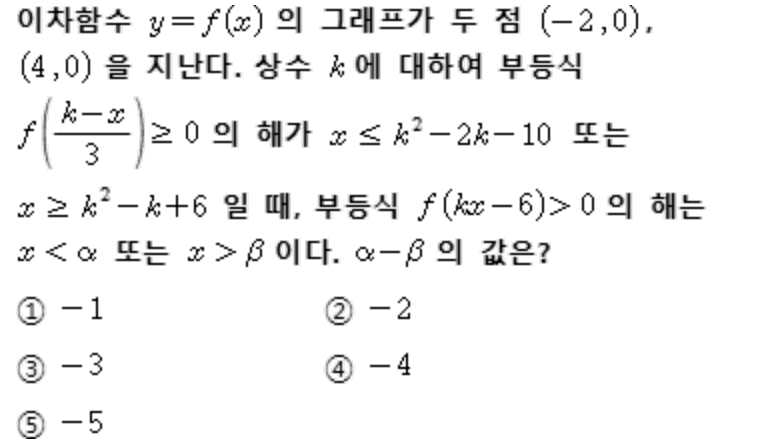 이차함수 y=f(x) 의 그래프가 두 점 (-2,0),
(4,0) 을 지난다. 상수 k에 대하여 부등식
f((k-x)/3) ≥ 0 의 해가 x ≤ k²-2k-10 또는
x ≥ k²-k+6 일 때, 부등식 f(kx-6)>0 의 해는
x<α 또는 x>β이다. α-β 의 값은?
① -1 ② -2
③ -3 ④ -4
⑤ -5